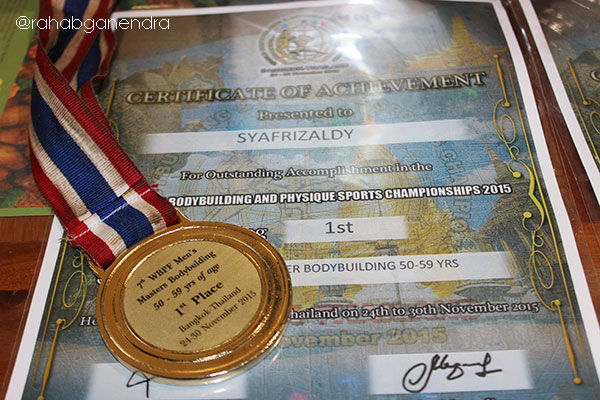 @rahabganendra
CERTIFICATE OF ACHIEVEMENT
Presented to
SYAFRIZALDY
For Outstanding Accomplishment in the
BODYBUILDING AND PHYSIQUE SPORTS CHAMPIONSHIPS 2015
1st
BODYBUILDING 50-59 YRS
Thailand on 24th to 30th November 2015
November 2015
7th WBPF Men's
Masters Bodybuilding
50 - 59 yrs of age
1st Place
Bangkok Thailand
24-30 November 2015